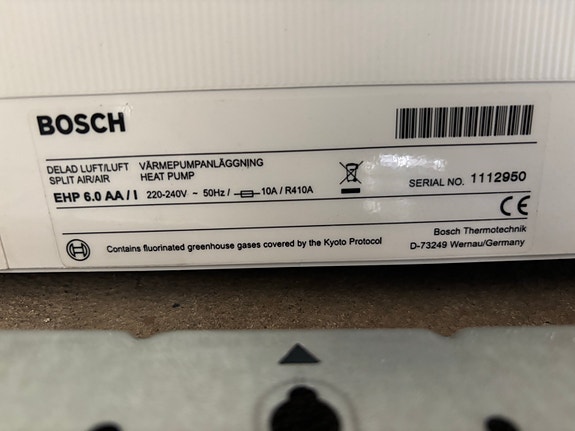 BOSCH
DELAD LUFT/LUFT VÄRMEPUMPANLÄGGNING
SPLIT AIR/AIR HEAT PUMP
EHP 6.0 AA / I 220-240V ~ 50Hz / 10A / R410A
SERIAL NO. 1112950
CE
Contains fluorinated greenhouse gases covered by the Kyoto Protocol
Bosch Thermotechnik
D-73249 Wernau/Germany